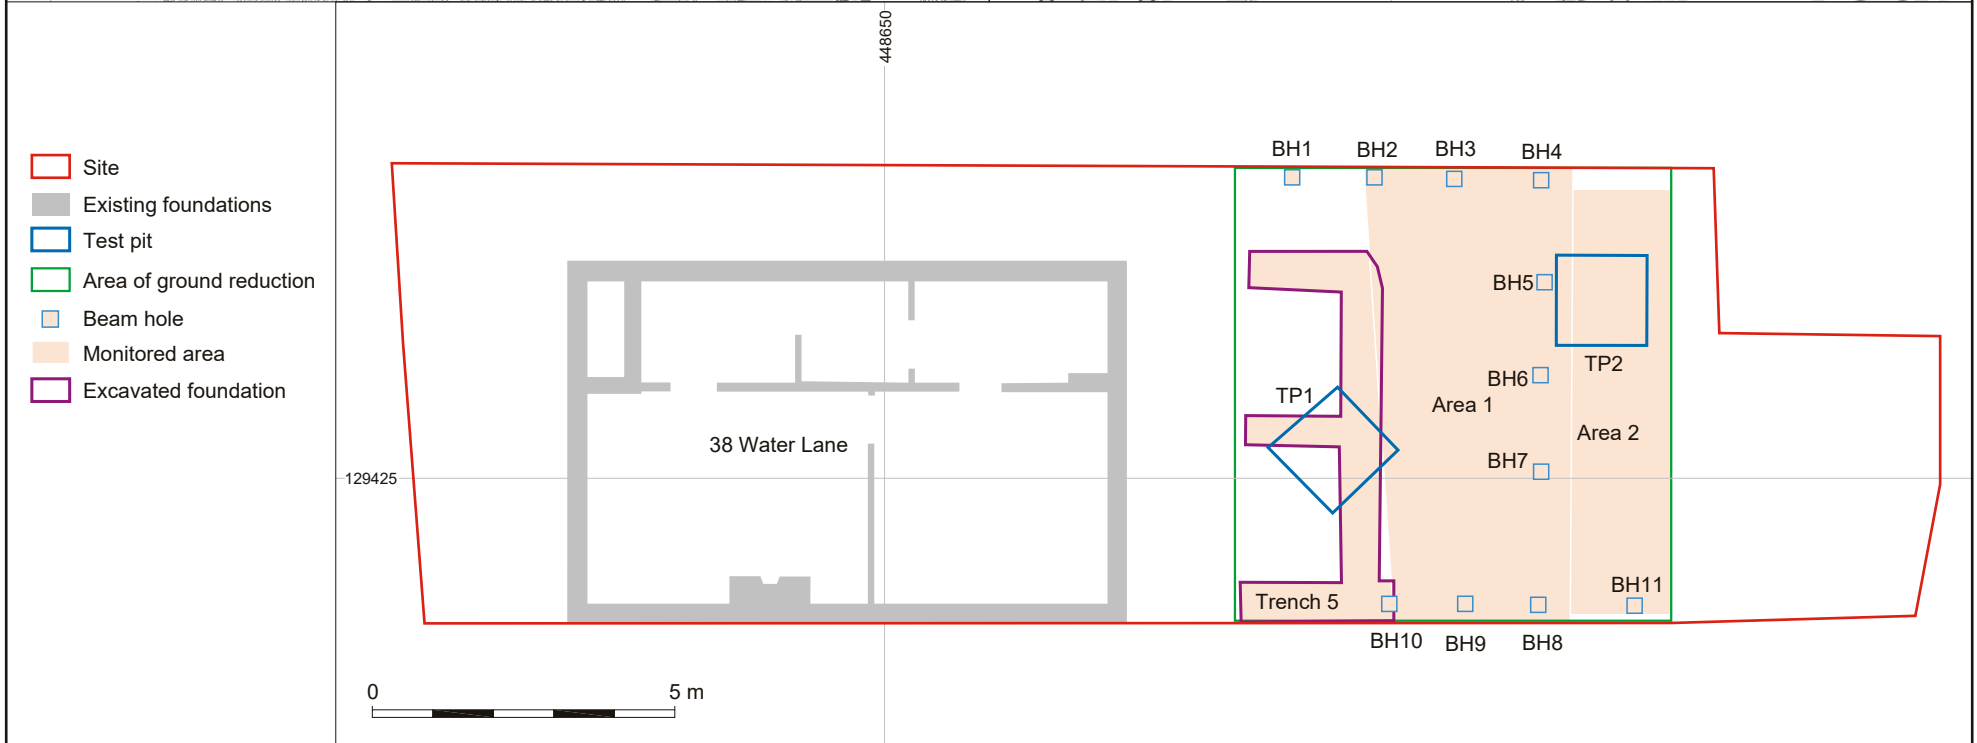 448650
Site
Existing foundations
Test pit
Area of ground reduction
Beam hole
Monitored area
Excavated foundation
BH1
BH2
BH3
BH4
BH5
TP2
BH6
TP1
Area 1
Area 2
38 Water Lane
BH7
129425
BH11
Trench 5
BH10
BH9
BH8
0
5 m